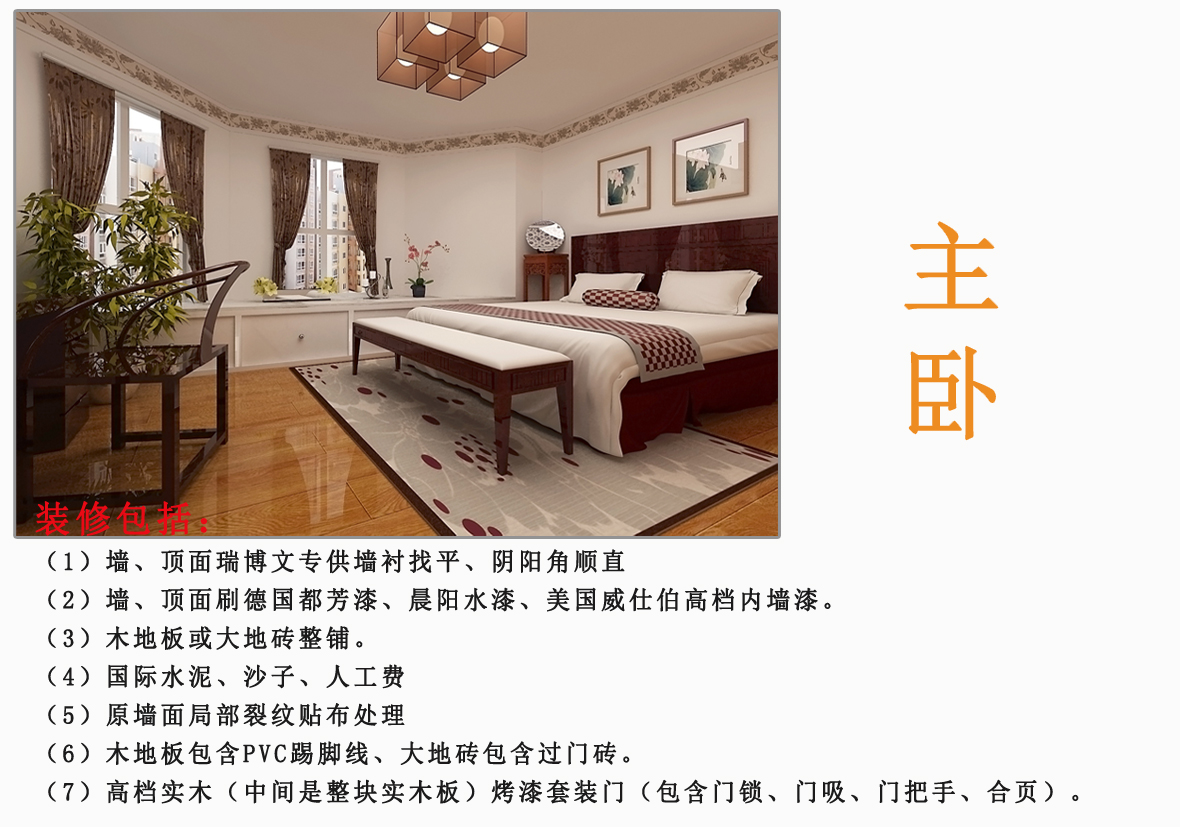 主卧
装修包括：
（1）墙、顶面瑞博文专供墙衬找平、阴阳角顺直
（2）墙、顶面刷德国都芳漆、晨阳水漆、美国威仕伯高档内墙漆。
（3）木地板或大地砖整铺。
（4）国际水泥、沙子、人工费
（5）原墙面局部裂纹贴布处理
（6）木地板包含PVC踢脚线、大地砖包含过门砖。
（7）高档实木（中间是整块实木板）烤漆套装门（包含门锁、门吸、门把手、合页）。